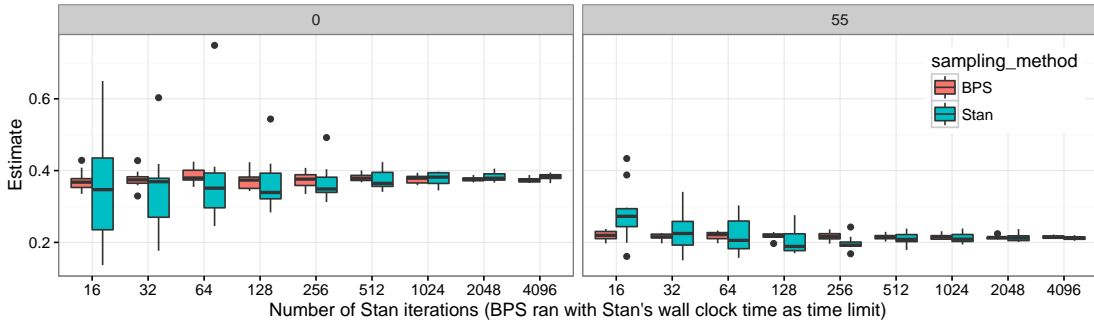 0
55
Estimate
0.6
0.4
0.2
sampling_method
BPS
Stan
16 32 64 128 256 512 1024 2048 4096
16 32 64 128 256 512 1024 2048 4096
Number of Stan iterations (BPS ran with Stan's wall clock time as time limit)